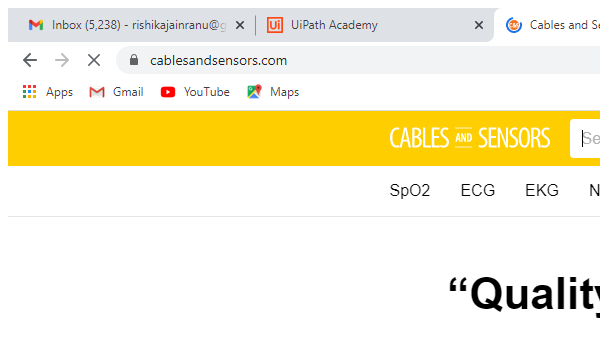 Inbox (5,238) - rishikajainranu@g
UiPath Academy
Cables and Se
cablesandsensors.com
Apps
Gmail
YouTube
Maps
CABLES AND SENSORS
Se
SpO2
ECG
EKG
N
“Quality